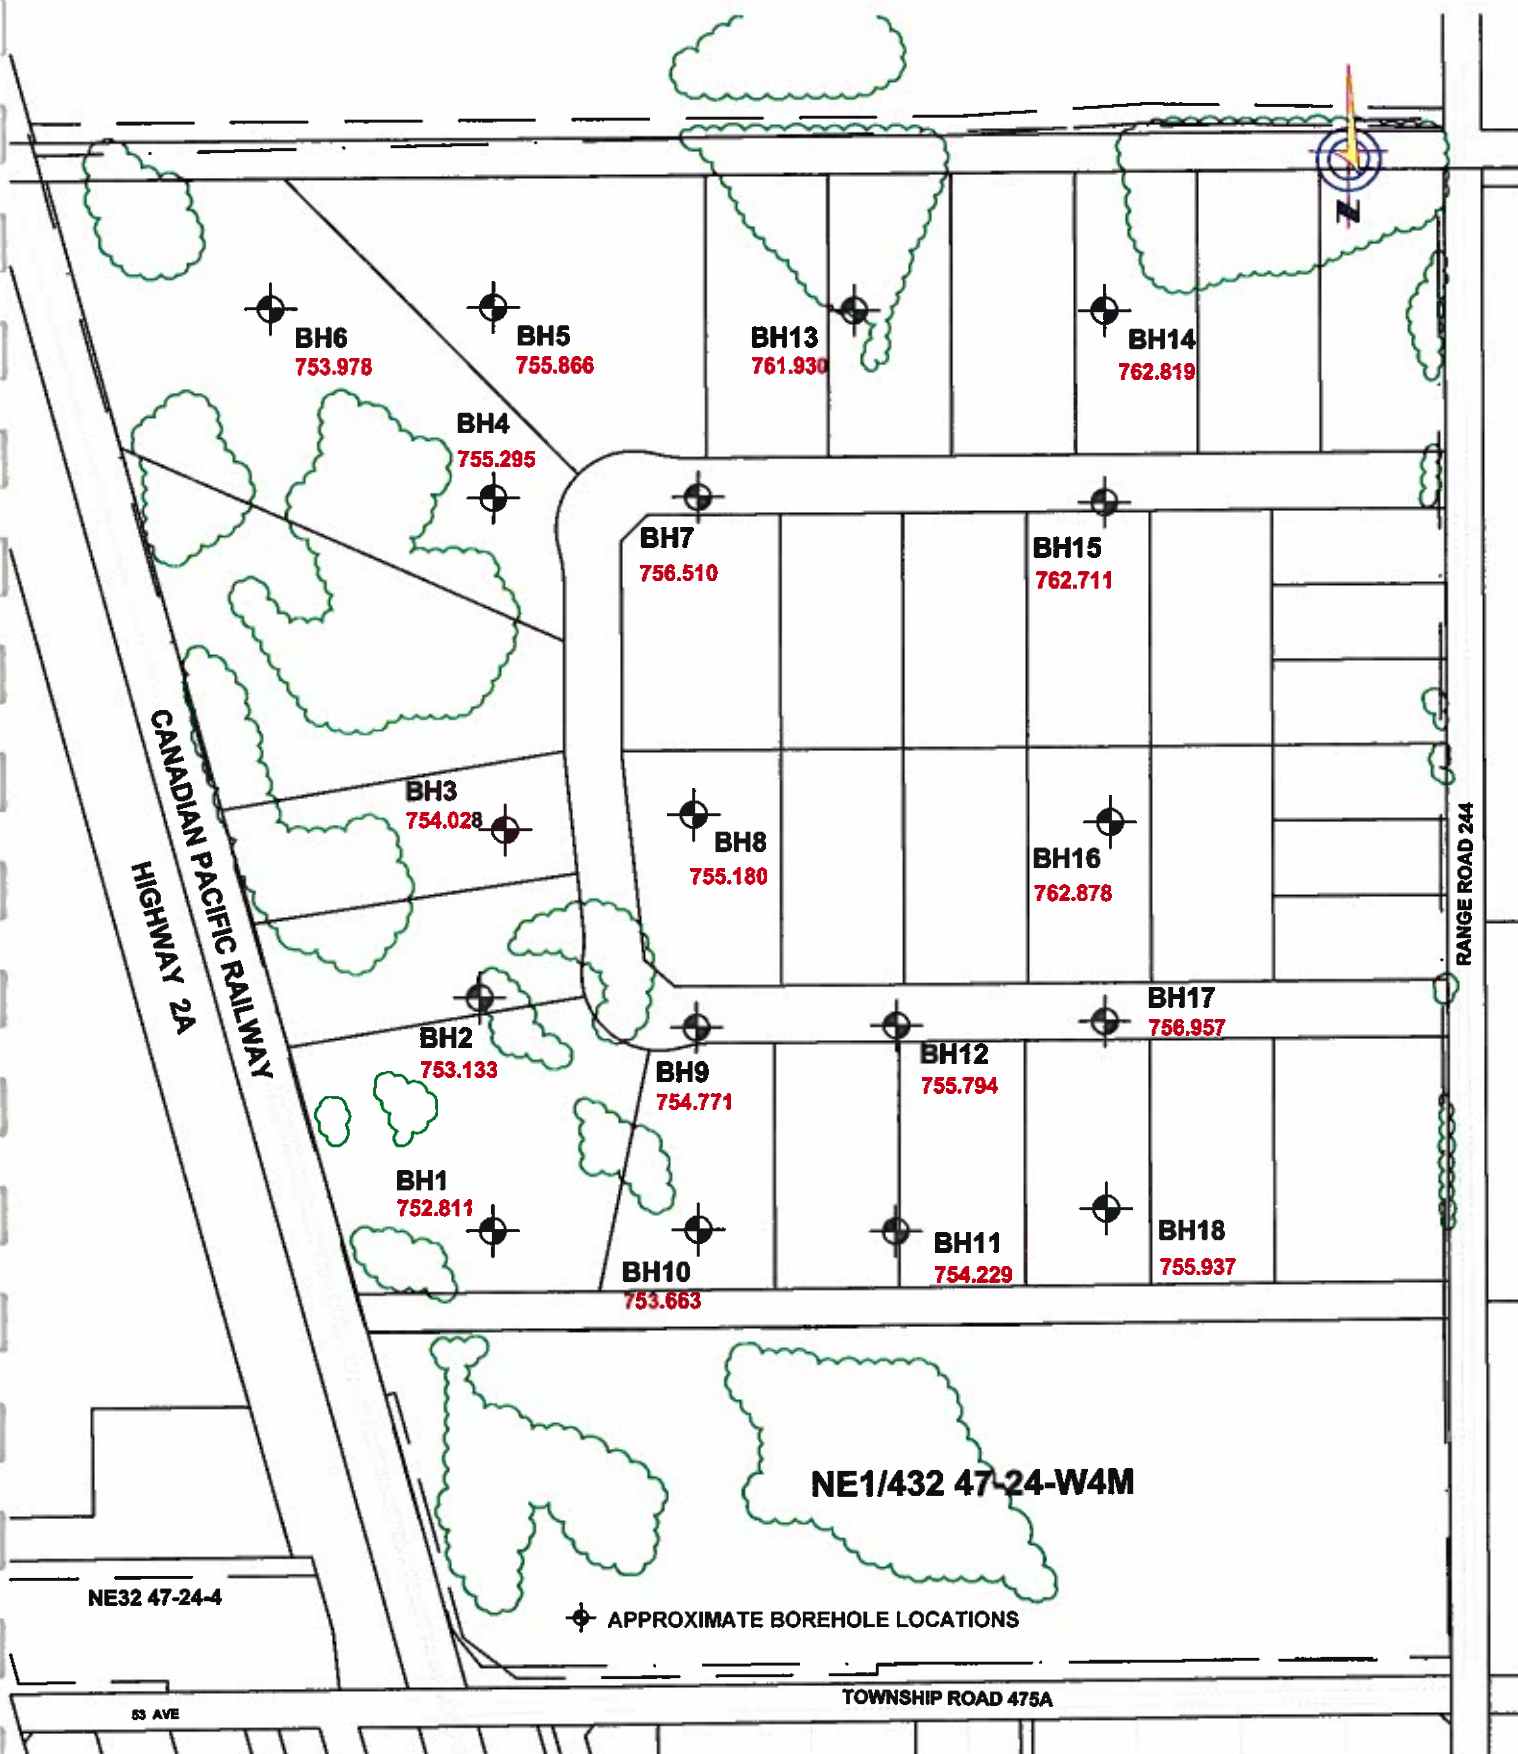 N
BH6
753.978
BH5
755.866
BH13
761.930
BH14
762.819
BH4
755.295
BH7
756.510
BH15
762.711
BH3
754.028
BH8
755.180
BH16
762.878
CANADIAN PACIFIC RAILWAY
HIGHWAY 2A
RANGE ROAD 244
BH2
753.133
BH9
754.771
BH12
755.794
BH17
756.957
BH1
752.811
BH10
753.663
BH11
754.229
BH18
755.937
NE1/432 47-24-W4M
NE32 47-24-4
APPROXIMATE BOREHOLE LOCATIONS
TOWNSHIP ROAD 475A
53 AVE